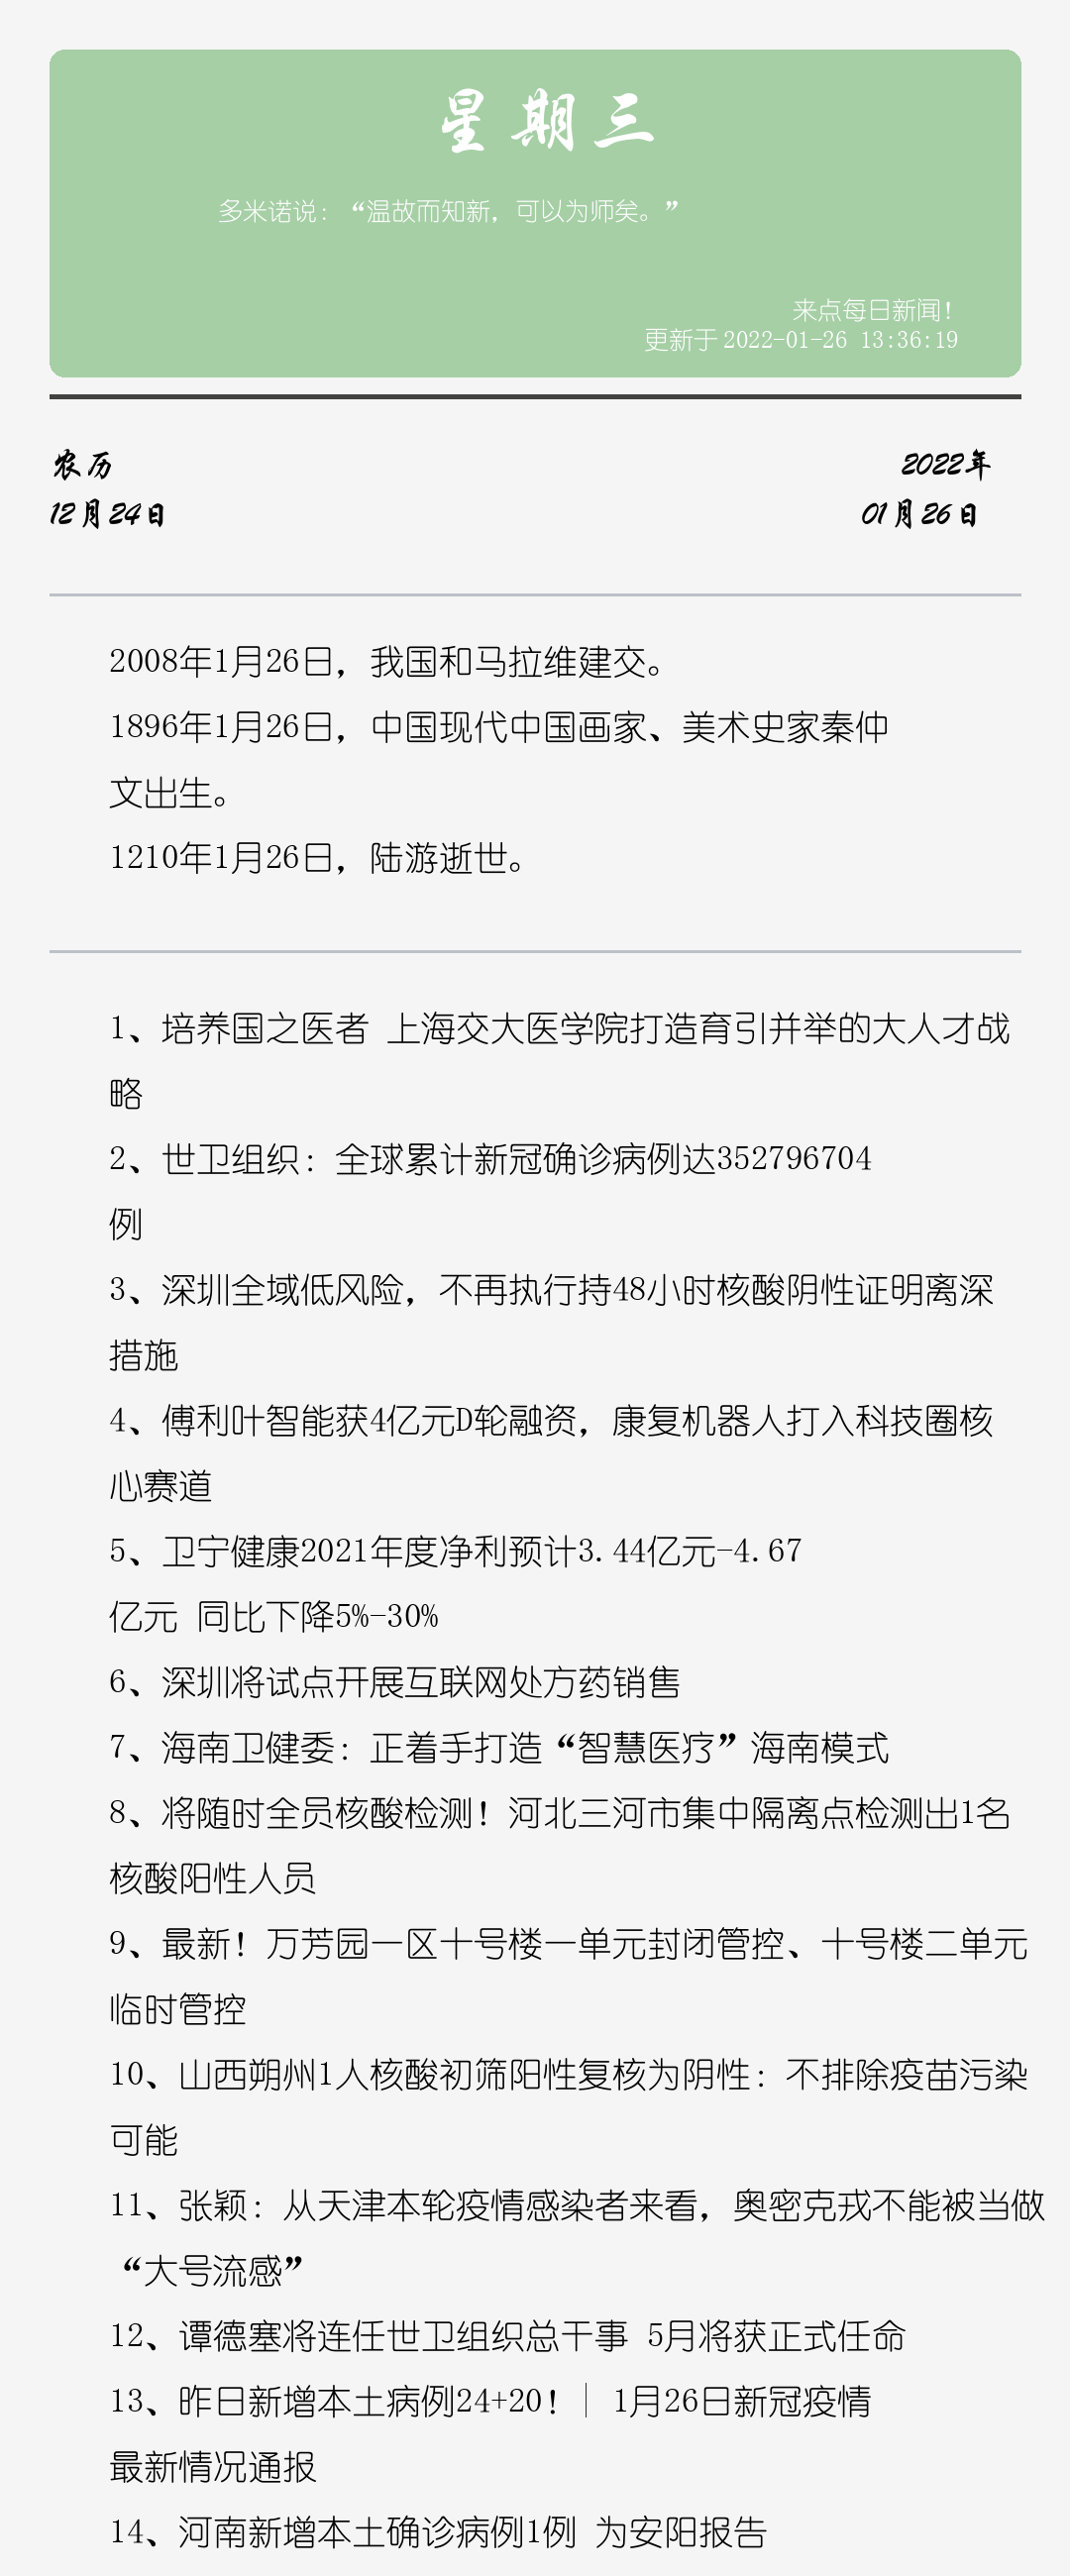 星期三
多米诺说：“温故而知新，可以为师矣。”
来点每日新闻！
更新于 2022-01-26 13:36:19
农历
12月24日
2022年
01月26日
2008年1月26日，我国和马拉维建交。
1896年1月26日，中国现代中国画家、美术史家秦仲
文出生。
1210年1月26日，陆游逝世。
1、培养国之医者 上海交大医学院打造育引并举的大人才战
略
2、世卫组织：全球累计新冠确诊病例达352796704
例
3、深圳全域低风险，不再执行持48小时核酸阴性证明离深
措施
4、傅利叶智能获4亿元D轮融资，康复机器人打入科技圈核
心赛道
5、卫宁健康2021年度净利预计3.44亿元-4.67
亿元 同比下降5%-30%
6、深圳将试点开展互联网处方药销售
7、海南卫健委：正着手打造“智慧医疗”海南模式
8、将随时全员核酸检测！河北三河市集中隔离点检测出1名
核酸阳性人员
9、最新！万芳园一区十号楼一单元封闭管控、十号楼二单元
临时管控
10、山西朔州1人核酸初筛阳性复核为阴性：不排除疫苗污染
可能
11、张颖：从天津本轮疫情感染者来看，奥密克戎不能被当做
“大号流感”
12、谭德塞将连任世卫组织总干事 5月将获正式任命
13、昨日新增本土病例24+20！｜ 1月26日新冠疫情
最新情况通报
14、河南新增本土确诊病例1例 为安阳报告